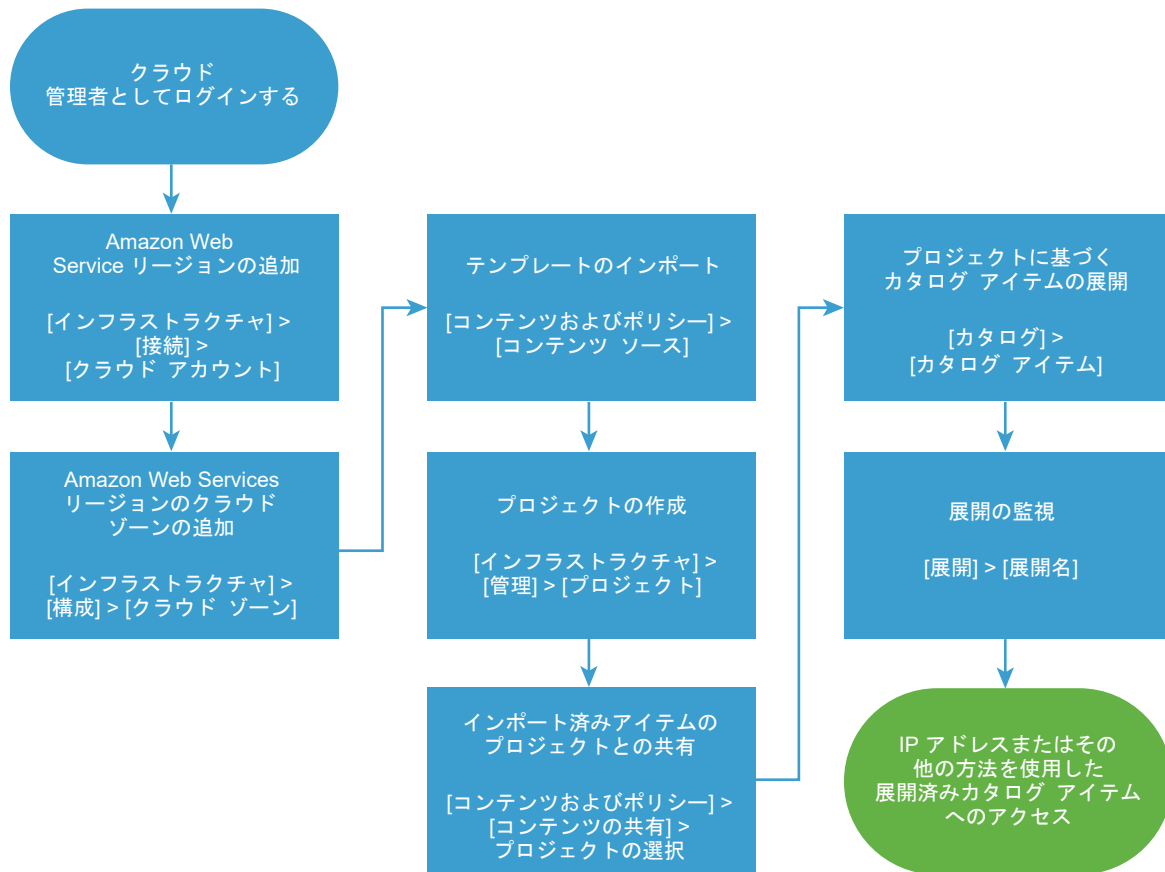 クラウド
管理者としてログインする
Amazon Web
Service リージョンの追加
[インフラストラクチャ] >
[接続] >
[クラウド アカウント]
Amazon Web Services
リージョンのクラウド
ゾーンの追加
[インフラストラクチャ] >
[構成] > [クラウド ゾーン]
テンプレートのインポート
[コンテンツおよびポリシー] >
[コンテンツ ソース]
プロジェクトの作成
[インフラストラクチャ] >
[管理] > [プロジェクト]
インポート済みアイテムの
プロジェクトとの共有
[コンテンツおよびポリシー] >
[コンテンツの共有] >
プロジェクトの選択
プロジェクトに基づく
カタログ アイテムの展開
[カタログ] >
[カタログ アイテム]
展開の監視
[展開] > [展開名]
IP アドレスまたはその
他の方法を使用した
展開済みカタログ アイテム
へのアクセス